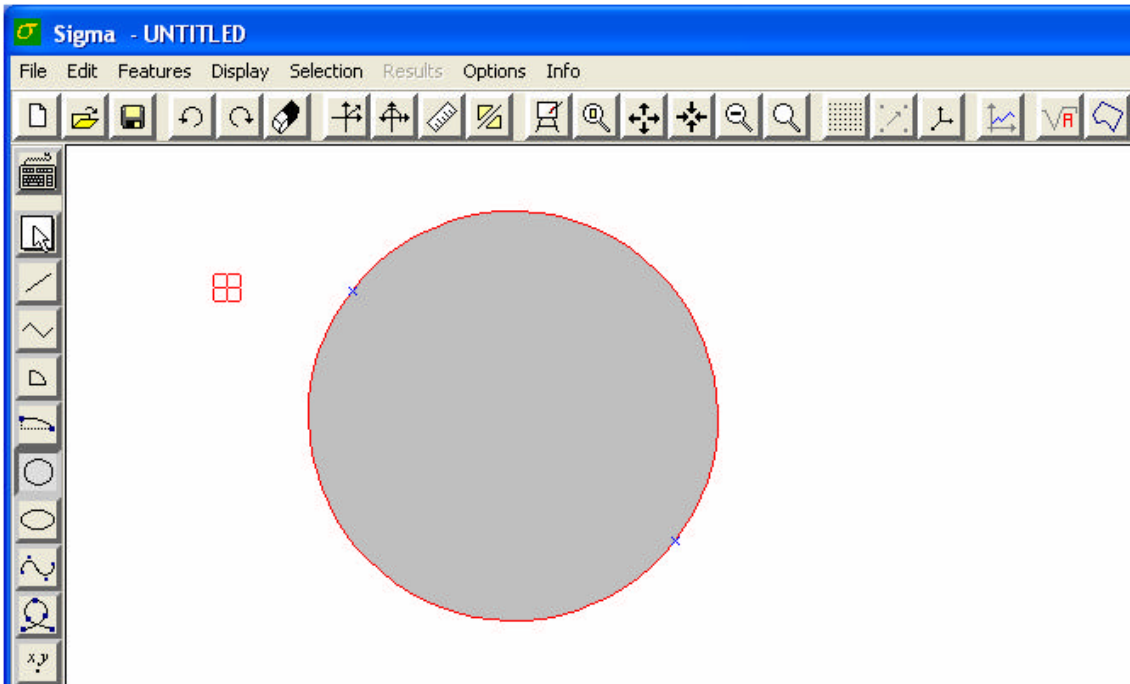 σ Sigma - UNTITLED
File Edit Features Display Selection Results Options Info
√A
x,y